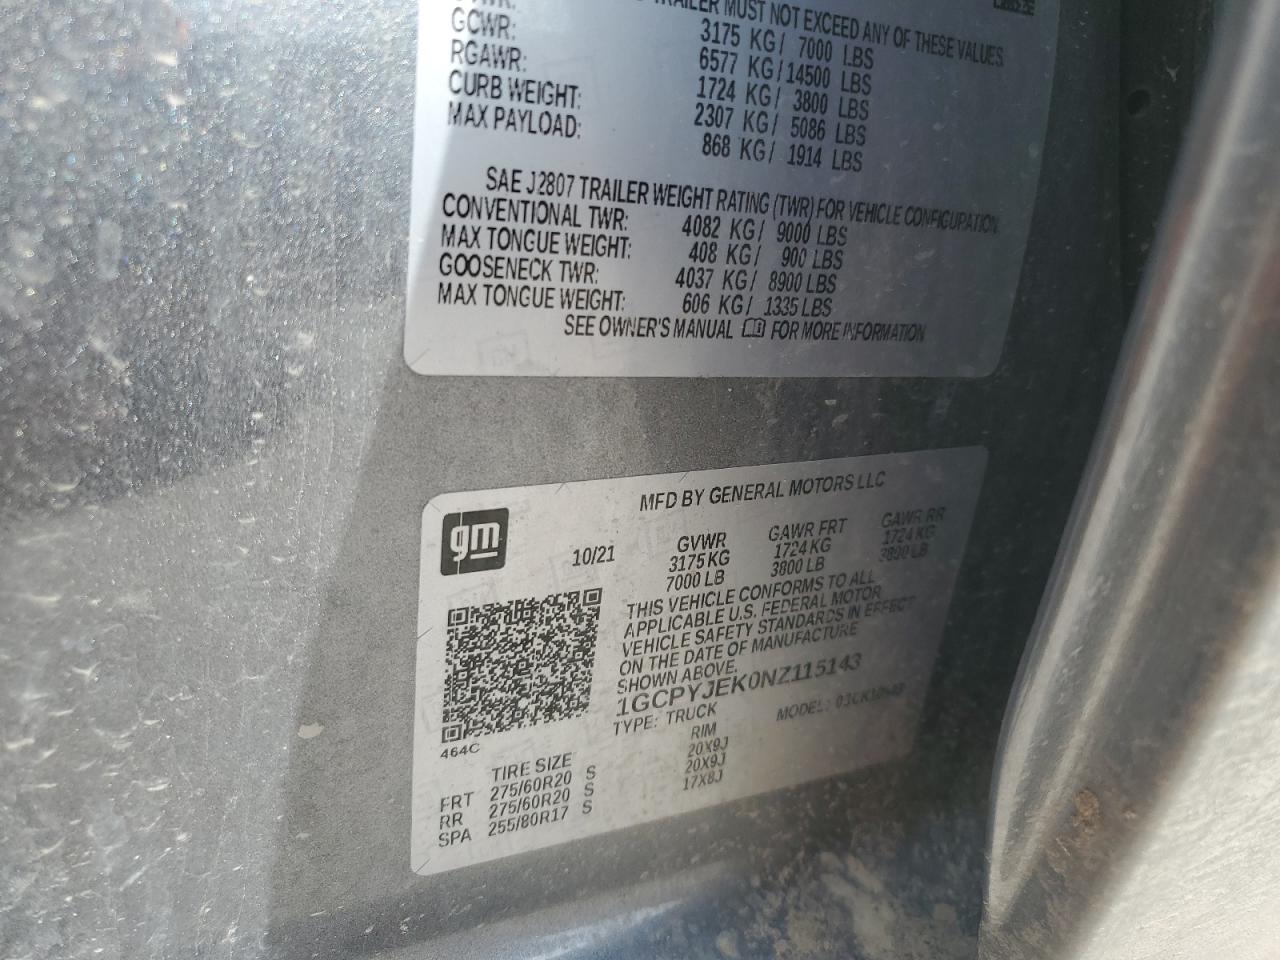 TRAILER MUST NOT EXCEED ANY OF THESE VALUES.
3175 KG/ 7000 LBS
GCWR: 6577 KG/14500 LBS
RGAWR: 1724 KG/ 3800 LBS
CURB WEIGHT: 2307 KG/ 5086 LBS
MAX PAYLOAD: 868 KG/ 1914 LBS
SAE J2807 TRAILER WEIGHT RATING (TWR) FOR VEHICLE CONFIGURATION
CONVENTIONAL TWR: 4082 KG/ 9000 LBS
MAX TONGUE WEIGHT: 408 KG/ 900 LBS
GOOSENECK TWR: 4037 KG/ 8900 LBS
MAX TONGUE WEIGHT: 606 KG/ 1335 LBS
SEE OWNER'S MANUAL FOR MORE INFORMATION
gm
MFD BY GENERAL MOTORS LLC
10/21 GVWR GAWR FRT GAWR RR
3175 KG 1724 KG 1724 KG
7000 LB 3800 LB 3800 LB
THIS VEHICLE CONFORMS TO ALL
APPLICABLE U.S. FEDERAL MOTOR
VEHICLE SAFETY STANDARDS IN EFFECT
ON THE DATE OF MANUFACTURE
SHOWN ABOVE.
1GCPYJEK0NZ115143
TYPE: TRUCK MODEL:
464C
TIRE SIZE RIM
FRT 275/60R20 S 20X9J
RR 275/60R20 S 20X9J
SPA 255/80R17 S 17X8J